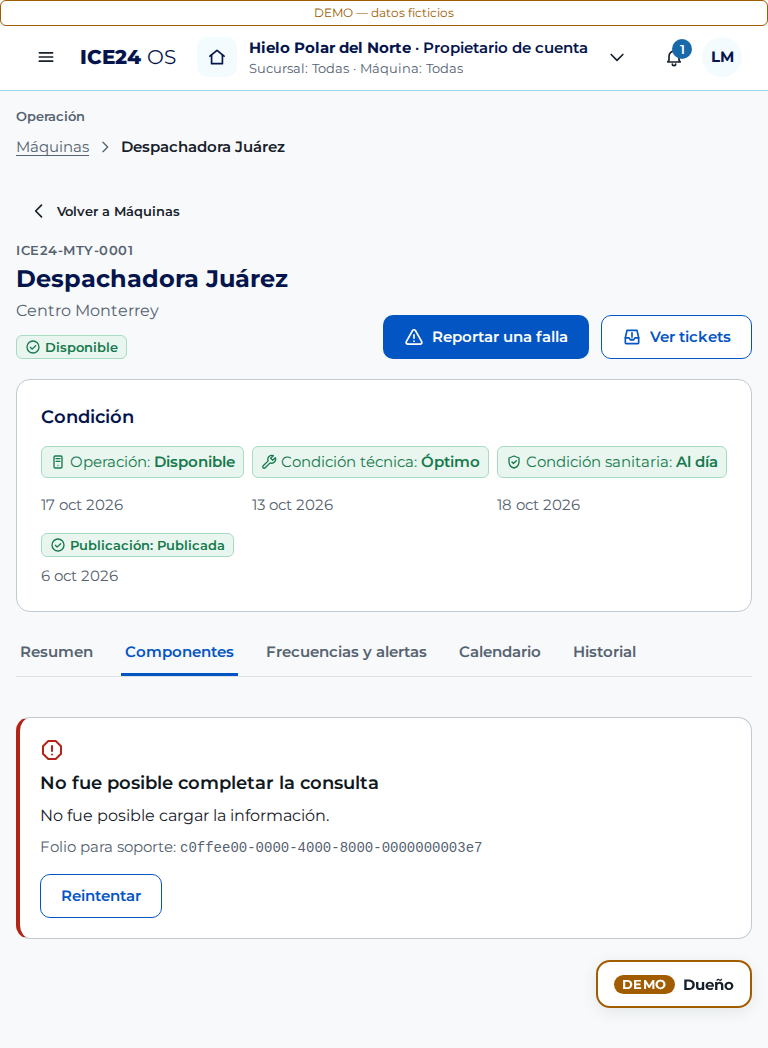 DEMO — datos ficticios
ICE24 OS
Hielo Polar del Norte · Propietario de cuenta
Sucursal: Todas · Máquina: Todas
1
LM
Operación
Máquinas > Despachadora Juárez
Volver a Máquinas
ICE24-MTY-0001
Despachadora Juárez
Centro Monterrey
Disponible
Reportar una falla
Ver tickets
Condición
Operación: Disponible
Condición técnica: Óptimo
Condición sanitaria: Al día
17 oct 2026
13 oct 2026
18 oct 2026
Publicación: Publicada
6 oct 2026
Resumen
Componentes
Frecuencias y alertas
Calendario
Historial
No fue posible completar la consulta
No fue posible cargar la información.
Folio para soporte: c0ffee00-0000-4000-8000-0000000003e7
Reintentar
DEMO Dueño